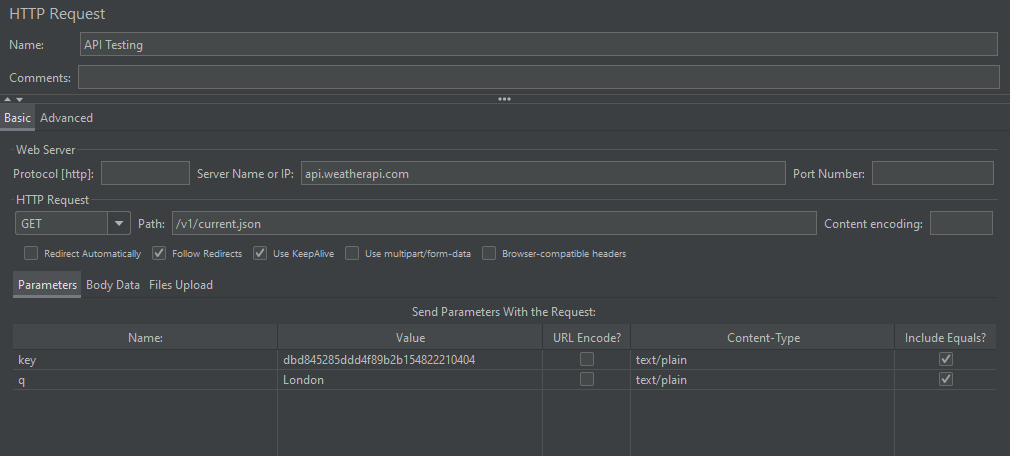 HTTP Request
Name: API Testing
Comments:
Basic Advanced
Web Server
Protocol [http]: Server Name or IP: api.weatherapi.com Port Number:
HTTP Request
GET Path: /v1/current.json Content encoding:
Redirect Automatically Follow Redirects Use KeepAlive Use multipart/form-data Browser-compatible headers
Parameters Body Data Files Upload
Send Parameters With the Request:
Name: Value URL Encode? Content-Type Include Equals?
key dbd845285ddd4f89b2b154822210404 text/plain
q London text/plain